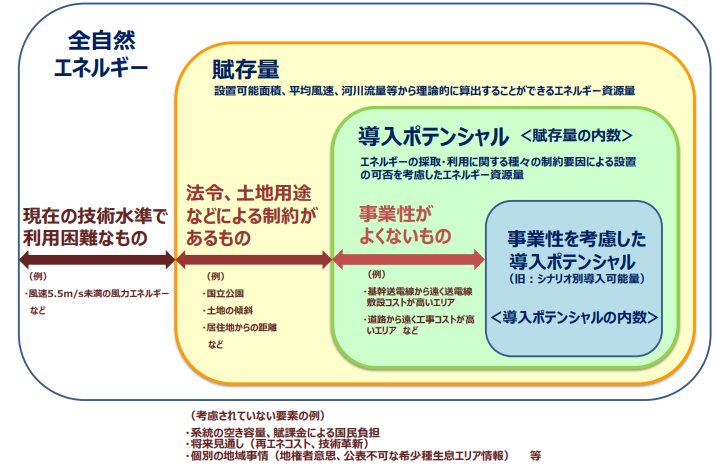 全自然
エネルギー
賦存量
設置可能面積、平均風速、河川流量等から理論的に算出することができるエネルギー資源量
導入ポテンシャル ＜賦存量の内数＞
エネルギーの採取・利用に関する種々の制約要因による設置
の可否を考慮したエネルギー資源量
現在の技術水準で
利用困難なもの
（例）
・風速5.5m/s未満の風力エネルギー
など
法令、土地用途
などによる制約が
あるもの
（例）
・国立公園
・土地の傾斜
・居住地からの距離
など
事業性が
よくないもの
（例）
・基幹送電線から遠く送電線
敷設コストが高いエリア
・道路から遠く工事コストが高
いエリア など
事業性を考慮した
導入ポテンシャル
（旧：シナリオ別導入可能量）
＜導入ポテンシャルの内数＞
（考慮されていない要素の例）
・系統の空き容量、賦課金による国民負担
・将来見通し（再エネコスト、技術革新）
・個別の地域事情（地権者意思、公表不可な希少種生息エリア情報） 等